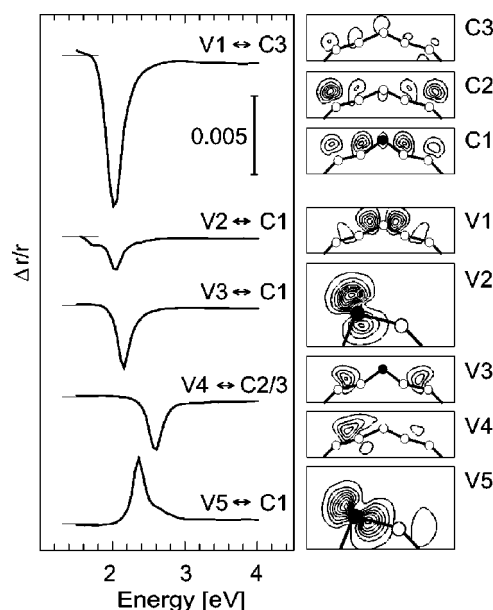 V1 ↔ C3
0.005
V2 ↔ C1
V3 ↔ C1
V4 ↔ C2/3
V5 ↔ C1
Δr/r
2
3
4
Energy [eV]
C3
C2
C1
V1
V2
V3
V4
V5